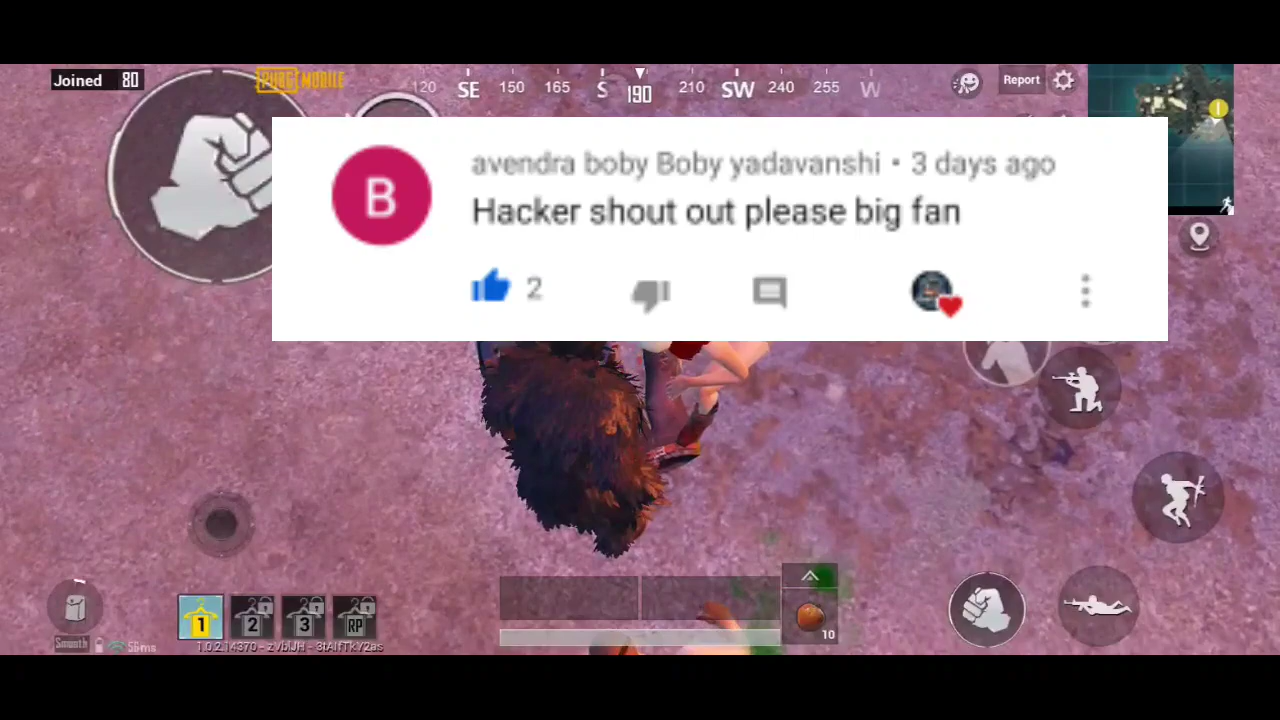 Joined 80
PUBG MOBILE
120 SE 150 165 S 190 210 SW 240 255 W
Report
avendra boby Boby yadavanshi • 3 days ago
B
Hacker shout out please big fan
2
1 2 3 RP
10
Smooth